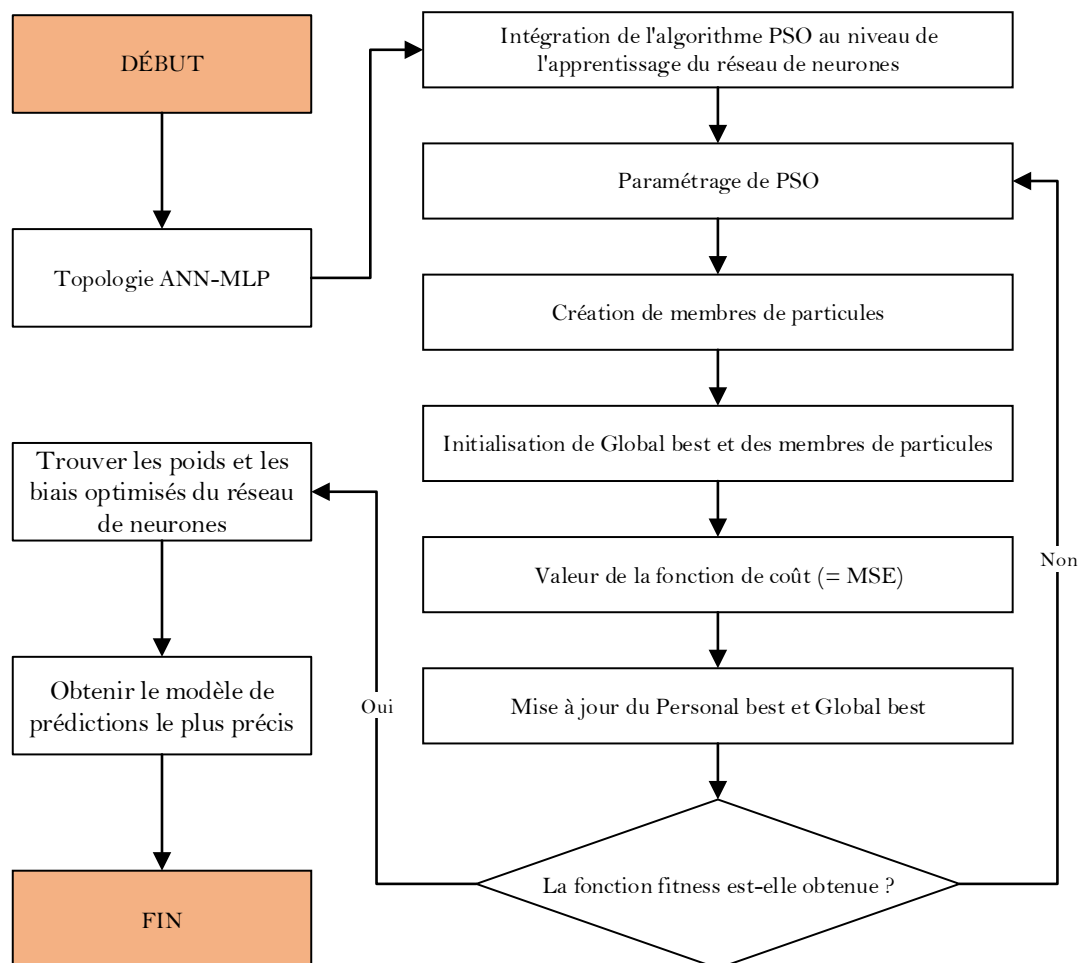 DÉBUT
Topologie ANN-MLP
Intégration de l'algorithme PSO au niveau de
l'apprentissage du réseau de neurones
Paramétrage de PSO
Création de membres de particules
Initialisation de Global best et des membres de particules
Valeur de la fonction de coût (= MSE)
Mise à jour du Personal best et Global best
La fonction fitness est-elle obtenue ?
Non
Oui
Trouver les poids et les
biais optimisés du réseau
de neurones
Obtenir le modèle de
prédictions le plus précis
FIN